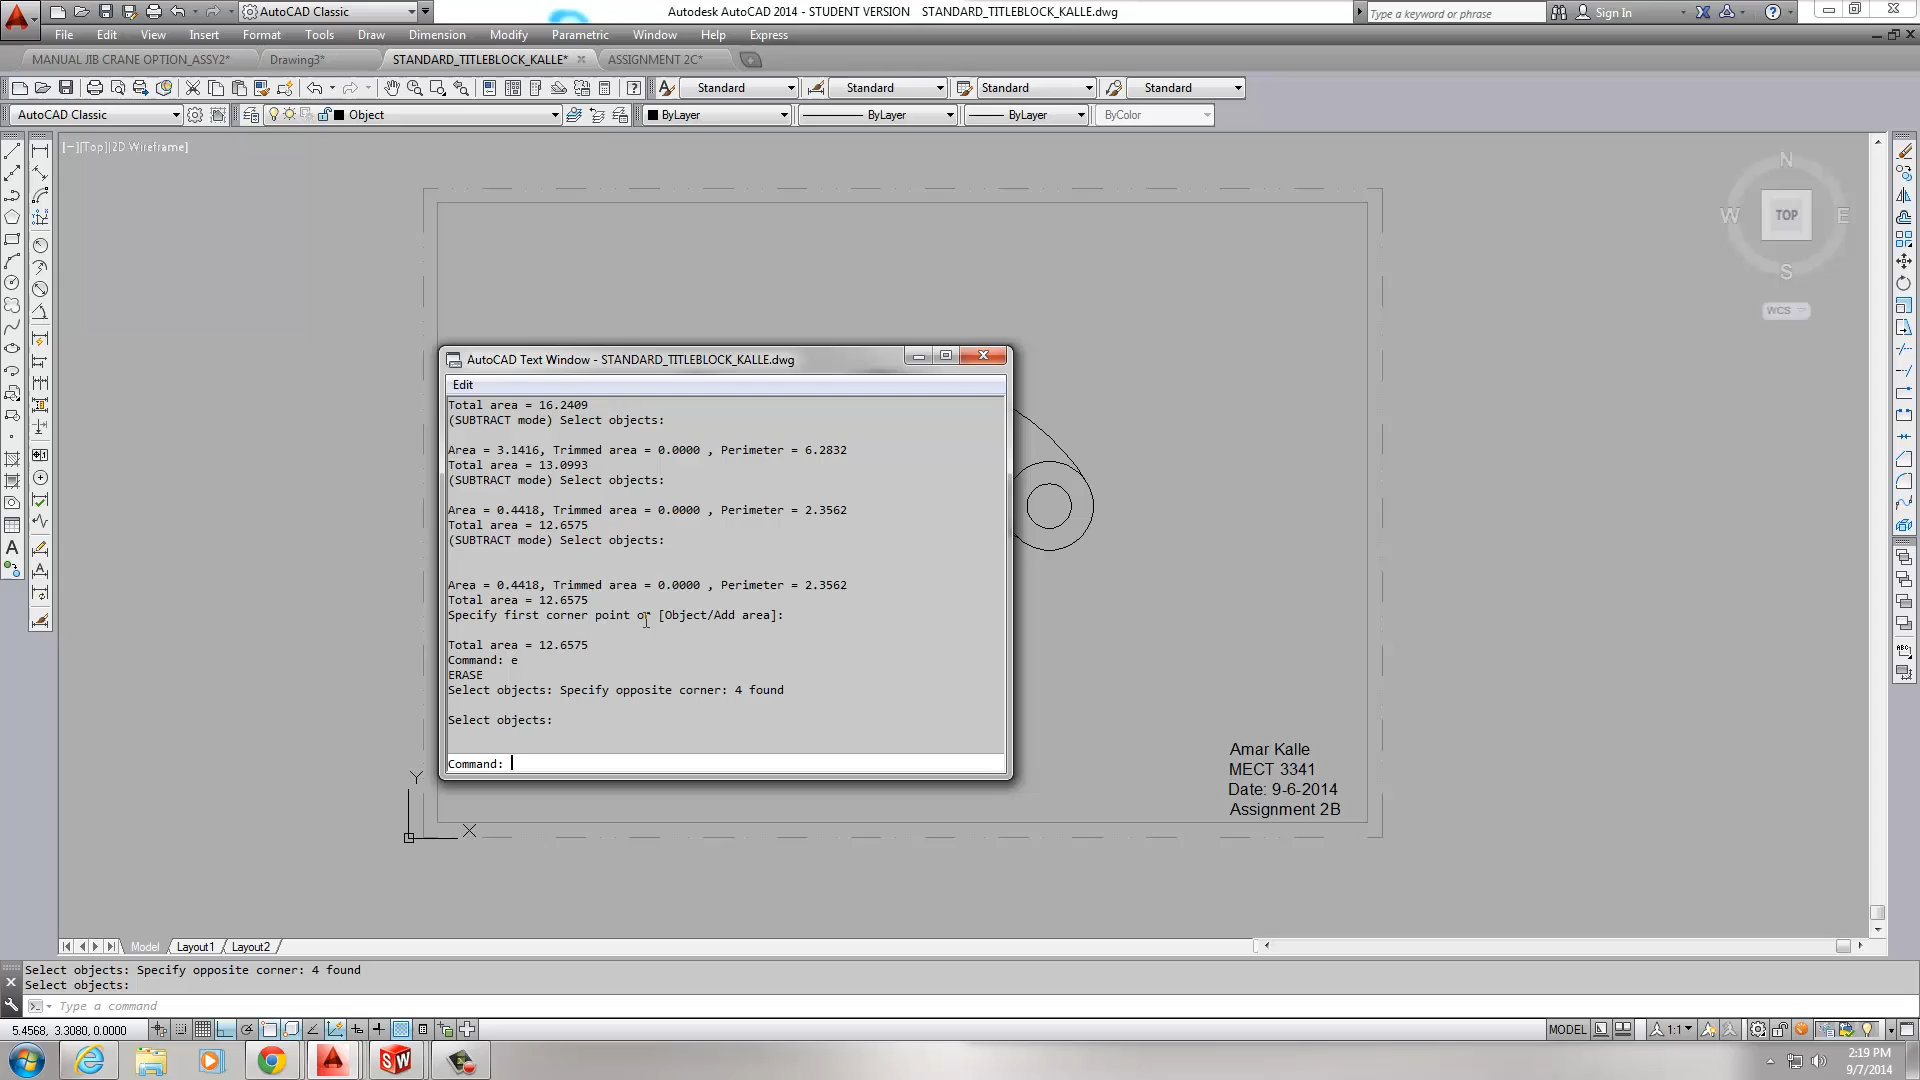 AutoCAD Classic
Autodesk AutoCAD 2014 - STUDENT VERSION STANDARD_TITLEBLOCK_KALLE.dwg
Type a keyword or phrase
Sign In
File Edit View Insert Format Tools Draw Dimension Modify Parametric Window Help Express
MANUAL JIB CRANE OPTION_ASSY2* Drawing3* STANDARD_TITLEBLOCK_KALLE* ASSIGNMENT 2C*
Standard Standard Standard Standard
AutoCAD Classic Object ByLayer ByLayer ByLayer ByColor
[−][Top][2D Wireframe]
N
W TOP E
S
WCS
AutoCAD Text Window - STANDARD_TITLEBLOCK_KALLE.dwg
Edit
Total area = 16.2409
(SUBTRACT mode) Select objects:
Area = 3.1416, Trimmed area = 0.0000 , Perimeter = 6.2832
Total area = 13.0993
(SUBTRACT mode) Select objects:
Area = 0.4418, Trimmed area = 0.0000 , Perimeter = 2.3562
Total area = 12.6575
(SUBTRACT mode) Select objects:
Area = 0.4418, Trimmed area = 0.0000 , Perimeter = 2.3562
Total area = 12.6575
Specify first corner point or [Object/Add area]:
Total area = 12.6575
Command: e
ERASE
Select objects: Specify opposite corner: 4 found
Select objects:
Command:
Amar Kalle
MECT 3341
Date: 9-6-2014
Assignment 2B
Y
X
Model Layout1 Layout2
Select objects: Specify opposite corner: 4 found
Select objects:
Type a command
5.4568, 3.3080, 0.0000
MODEL
1:1
2:19 PM
9/7/2014